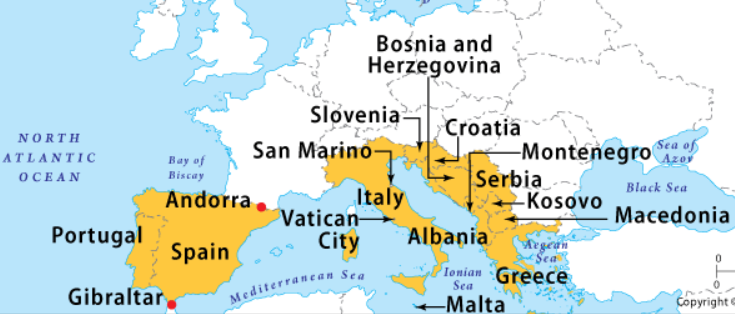 Bosnia and
Herzegovina
Slovenia
Croatia
San Marino
Montenegro
Sea of
Azov
NORTH
ATLANTIC
OCEAN
Bay of
Biscay
Serbia
Black Sea
Andorra
Italy
Kosovo
Vatican
City
Macedonia
Portugal
Spain
Albania
Aegean
Sea
Gibraltar
Mediterranean Sea
Ionian
Sea
Greece
Malta
0
0
Copyright ©